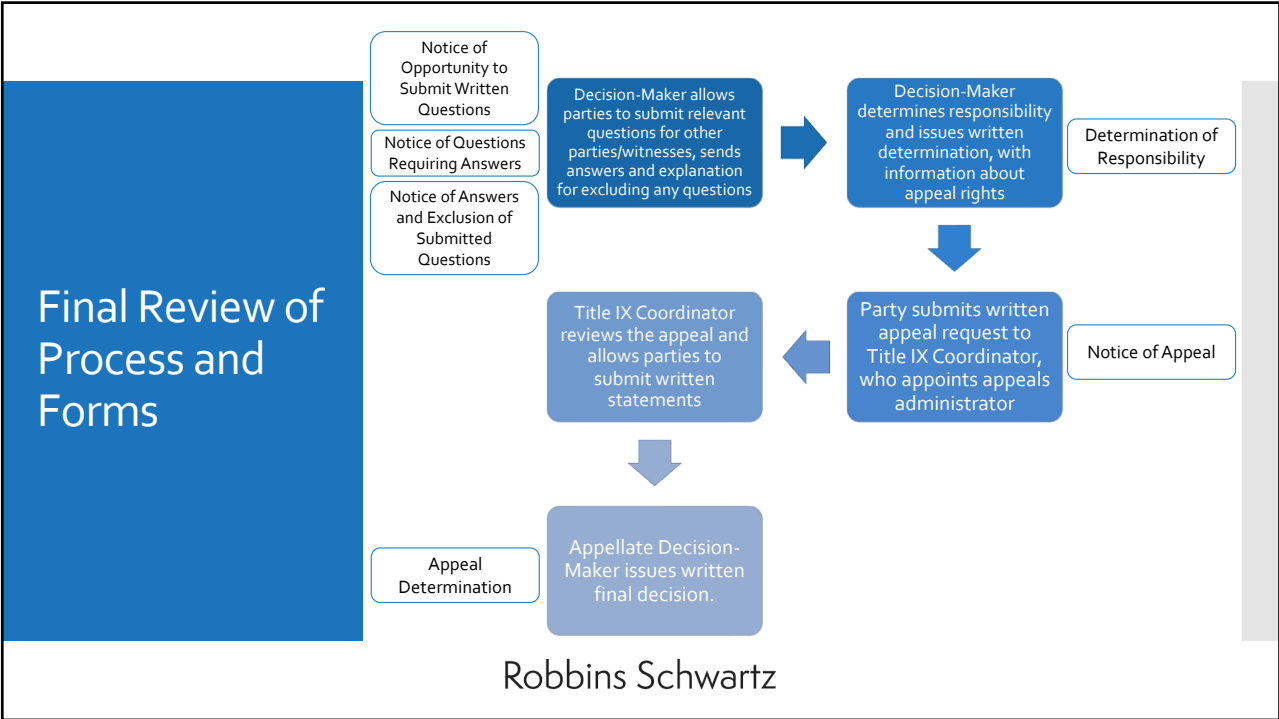 Final Review of
Process and
Forms
Notice of
Opportunity to
Submit Written
Questions
Notice of Questions
Requiring Answers
Notice of Answers
and Exclusion of
Submitted
Questions
Decision-Maker allows
parties to submit relevant
questions for other
parties/witnesses, sends
answers and explanation
for excluding any questions
Decision-Maker
determines responsibility
and issues written
determination, with
information about
appeal rights
Determination of
Responsibility
Party submits written
appeal request to
Title IX Coordinator,
who appoints appeals
administrator
Notice of Appeal
Title IX Coordinator
reviews the appeal and
allows parties to
submit written
statements
Appellate Decision-
Maker issues written
final decision.
Appeal
Determination
Robbins Schwartz